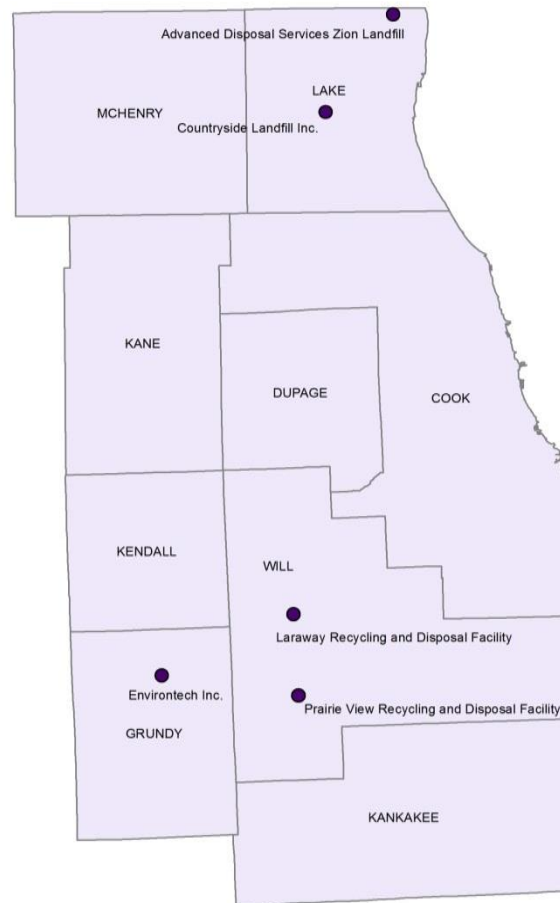 Advanced Disposal Services Zion Landfill
LAKE
MCHENRY
Countryside Landfill Inc.
KANE
DUPAGE
COOK
KENDALL
WILL
Laraway Recycling and Disposal Facility
Environtech Inc.
Prairie View Recycling and Disposal Facility
GRUNDY
KANKAKEE